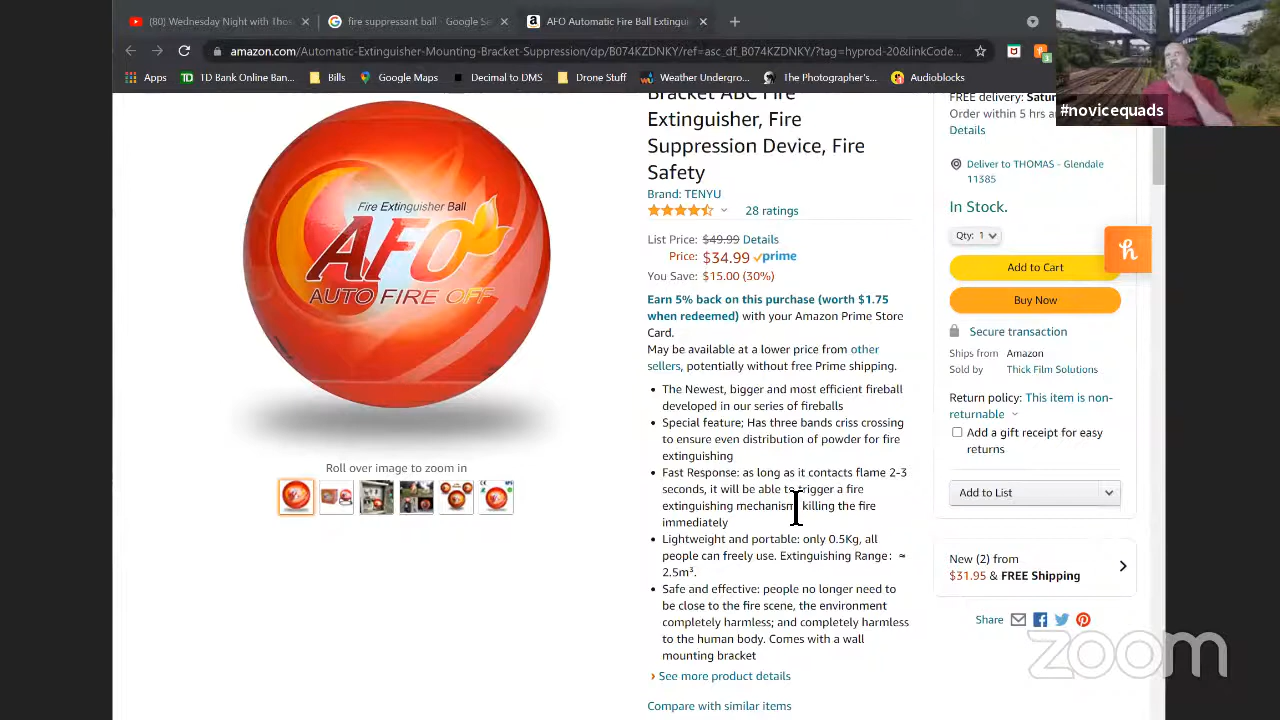 (80) Wednesday Night with Thos
fire suppressant ball - Google Se
AFO Automatic Fire Ball Extingui
amazon.com/Automatic-Extinguisher-Mounting-Bracket-Suppression/dp/B074KZDNKY/ref=asc_df_B074KZDNKY/?tag=hyprod-20&linkCode...
Apps
TD Bank Online Ban...
Bills
Google Maps
Decimal to DMS
Drone Stuff
Weather Undergro...
The Photographer's...
Audioblocks
#novicequads
Fire Extinguisher Ball
AFO
AUTO FIRE OFF
Roll over image to zoom in
Bracket ABC Fire
Extinguisher, Fire
Suppression Device, Fire
Safety
Brand: TENYU
28 ratings
List Price: $49.99 Details
Price: $34.99 prime
You Save: $15.00 (30%)
Earn 5% back on this purchase (worth $1.75
when redeemed) with your Amazon Prime Store
Card.
May be available at a lower price from other
sellers, potentially without free Prime shipping.
• The Newest, bigger and most efficient fireball
developed in our series of fireballs
• Special feature; Has three bands criss crossing
to ensure even distribution of powder for fire
extinguishing
• Fast Response: as long as it contacts flame 2-3
seconds, it will be able to trigger a fire
extinguishing mechanism killing the fire
immediately
• Lightweight and portable: only 0.5Kg, all
people can freely use. Extinguishing Range: ≈
2.5m³.
• Safe and effective: people no longer need to
be close to the fire scene, the environment
completely harmless; and completely harmless
to the human body. Comes with a wall
mounting bracket
› See more product details
Compare with similar items
FREE delivery: Satur
Order within 5 hrs a
Details
Deliver to THOMAS - Glendale
11385
In Stock.
Qty: 1
Add to Cart
Buy Now
Secure transaction
Ships from Amazon
Sold by Thick Film Solutions
Return policy: This item is non-
returnable
Add a gift receipt for easy
returns
Add to List
New (2) from
$31.95 & FREE Shipping
Share
zoom